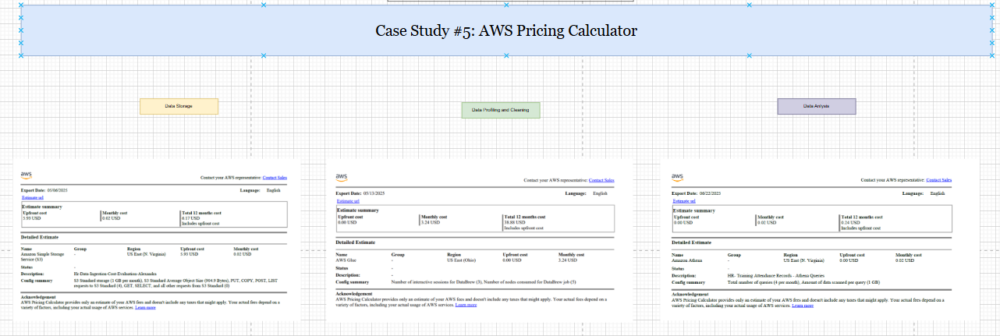 Case Study #5: AWS Pricing Calculator
Data Storage
Data Profiling and Cleaning
Data Anlysis
aws
Contact your AWS representative: Contact Sales
Export Date: 05/06/2025 Language: English
Estimate url
Estimate summary
Upfront cost Monthly cost Total 12 months cost
5.93 USD 0.02 USD 6.17 USD
Includes upfront cost
Detailed Estimate
Name Group Region Upfront cost Monthly cost
Amazon Simple Storage - US East (N. Virginia) 5.93 USD 0.02 USD
Service (S3)
Status -
Description: Hr-Data-Ingestion-Cost-Evaluation-Alexandra
Config summary S3 Standard storage (1 GB per month), S3 Standard Average Object Size (904.9 Bytes), PUT, COPY, POST, LIST
requests to S3 Standard (4), GET, SELECT, and all other requests from S3 Standard (0)
Acknowledgement
AWS Pricing Calculator provides only an estimate of your AWS fees and doesn't include any taxes that might apply. Your actual fees depend on a
variety of factors, including your actual usage of AWS services. Learn more
aws
Contact your AWS representative: Contact Sales
Export Date: 05/13/2025 Language: English
Estimate url
Estimate summary
Upfront cost Monthly cost Total 12 months cost
0.00 USD 3.24 USD 38.88 USD
Includes upfront cost
Detailed Estimate
Name Group Region Upfront cost Monthly cost
AWS Glue - US East (Ohio) 0.00 USD 3.24 USD
Status -
Description: -
Config summary Number of interactive sessions for DataBrew (3), Number of nodes consumed for DataBrew job (5)
Acknowledgement
AWS Pricing Calculator provides only an estimate of your AWS fees and doesn't include any taxes that might apply. Your actual fees depend on a
variety of factors, including your actual usage of AWS services. Learn more
aws
Contact your AWS representative: Contact Sales
Export Date: 06/22/2025 Language: English
Estimate url
Estimate summary
Upfront cost Monthly cost Total 12 months cost
0.00 USD 0.02 USD 0.24 USD
Includes upfront cost
Detailed Estimate
Name Group Region Upfront cost Monthly cost
Amazon Athena - US East (N. Virginia) 0.00 USD 0.02 USD
Status -
Description: HR- Training Attendance Records - Athena Queries
Config summary Total number of queries (4 per month), Amount of data scanned per query (1 GB)
Acknowledgement
AWS Pricing Calculator provides only an estimate of your AWS fees and doesn't include any taxes that might apply. Your actual fees depend on a
variety of factors, including your actual usage of AWS services. Learn more